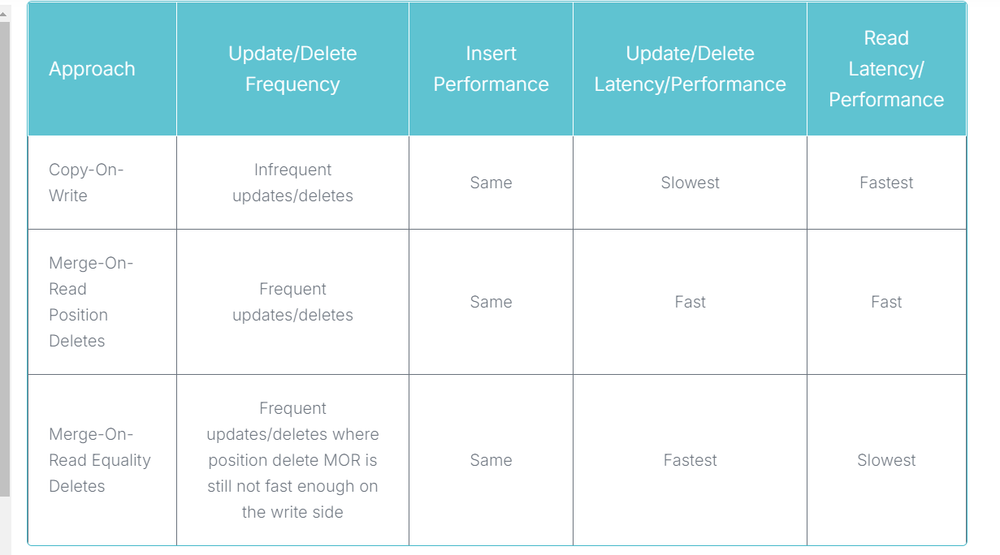 Approach
Update/Delete
Frequency
Insert
Performance
Update/Delete
Latency/Performance
Read
Latency/
Performance
Copy-On-
Write
Infrequent
updates/deletes
Same
Slowest
Fastest
Merge-On-
Read
Position
Deletes
Frequent
updates/deletes
Same
Fast
Fast
Merge-On-
Read Equality
Deletes
Frequent
updates/deletes where
position delete MOR is
still not fast enough on
the write side
Same
Fastest
Slowest